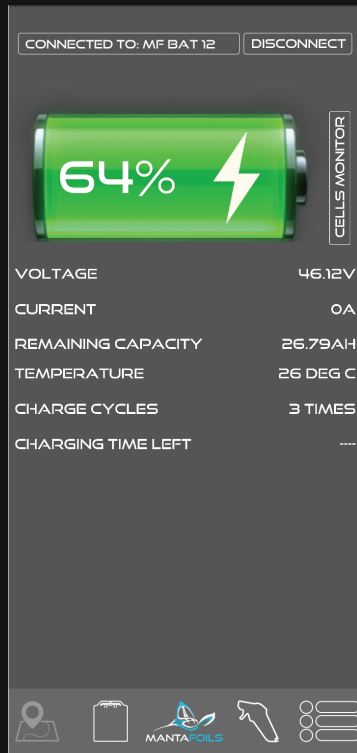 CONNECTED TO: MF BAT 12 DISCONNECT
64%
CELLS MONITOR
VOLTAGE 46.12V
CURRENT 0A
REMAINING CAPACITY 26.79AH
TEMPERATURE 26 DEG C
CHARGE CYCLES 3 TIMES
CHARGING TIME LEFT ----
MANTAFOILS